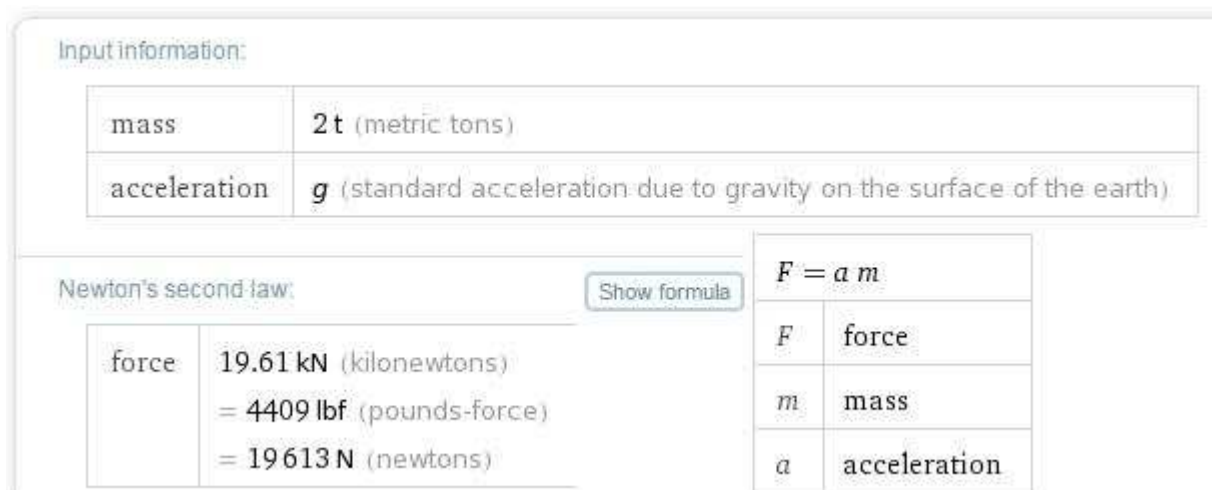 Input information:
mass 2 t (metric tons)
acceleration g (standard acceleration due to gravity on the surface of the earth)
Newton's second law:
Show formula
force 19.61 kN (kilonewtons)
= 4409 lbf (pounds-force)
= 19613 N (newtons)
F = a m
F force
m mass
a acceleration